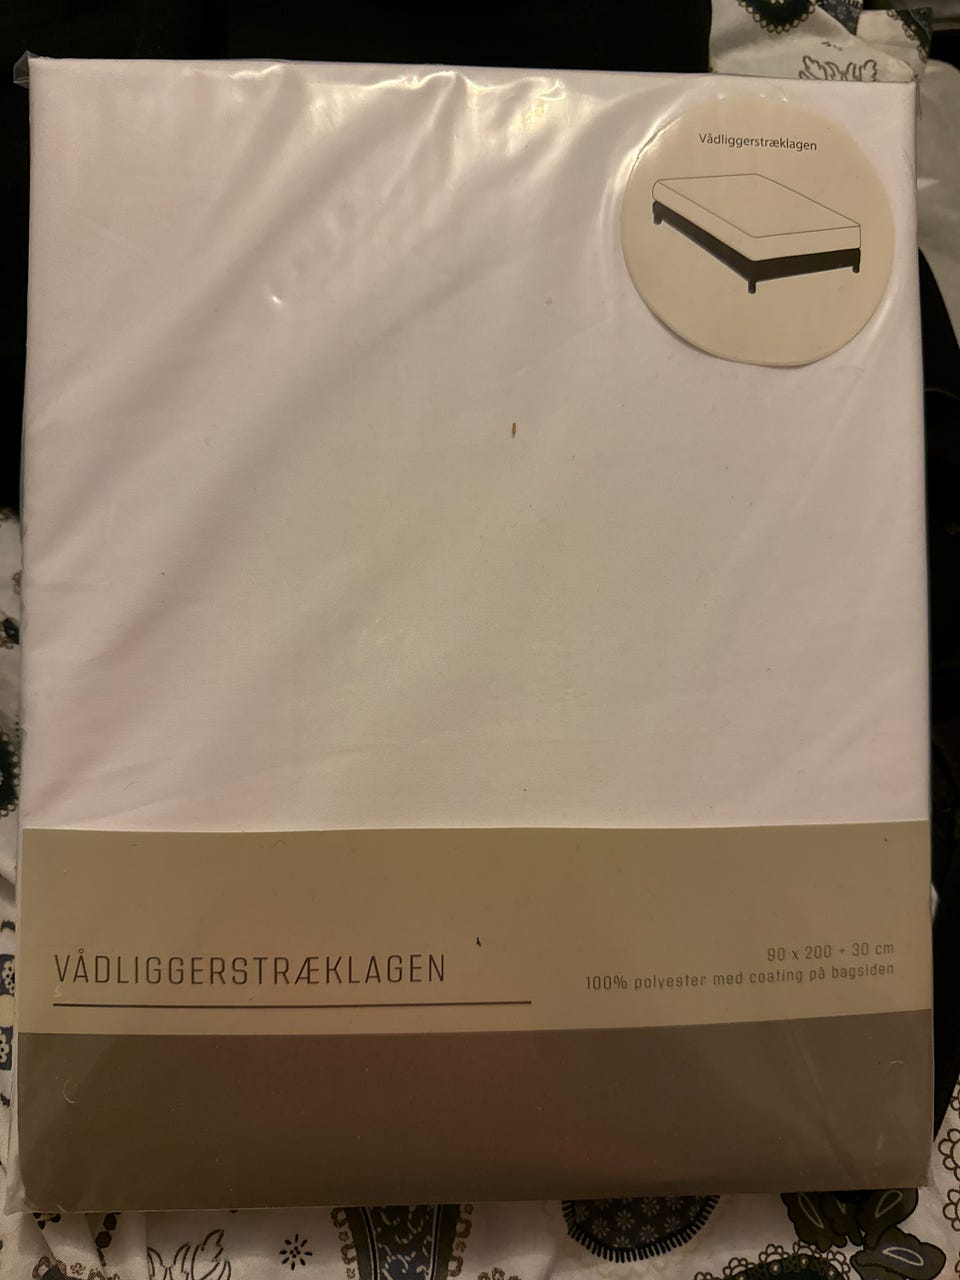 Vådliggerstræklagen
VÅDLIGGERSTRÆKLAGEN
90 x 200 + 30 cm
100% polyester med coating på bagsiden